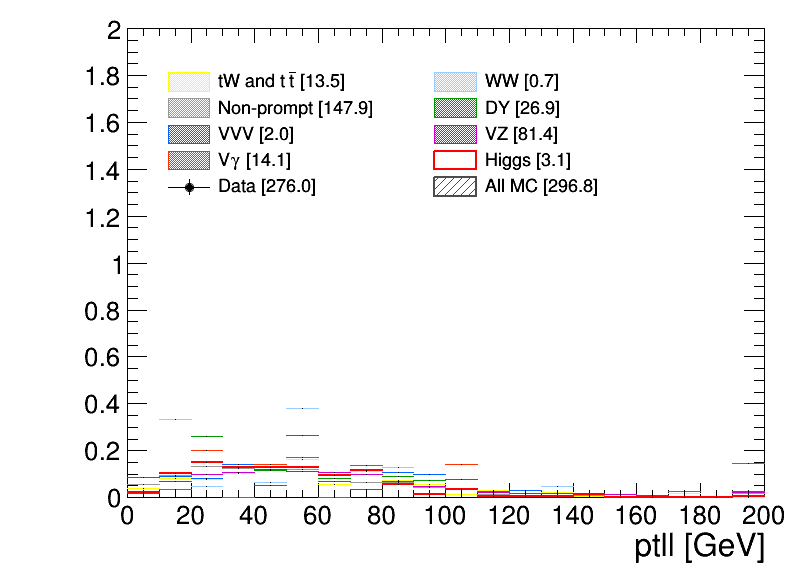 2
1.8
1.6
1.4
1.2
1
0.8
0.6
0.4
0.2
0
tW and t t̄ [13.5]
WW [0.7]
Non-prompt [147.9]
DY [26.9]
VVV [2.0]
VZ [81.4]
Vγ [14.1]
Higgs [3.1]
Data [276.0]
All MC [296.8]
0 20 40 60 80 100 120 140 160 180 200
ptll [GeV]